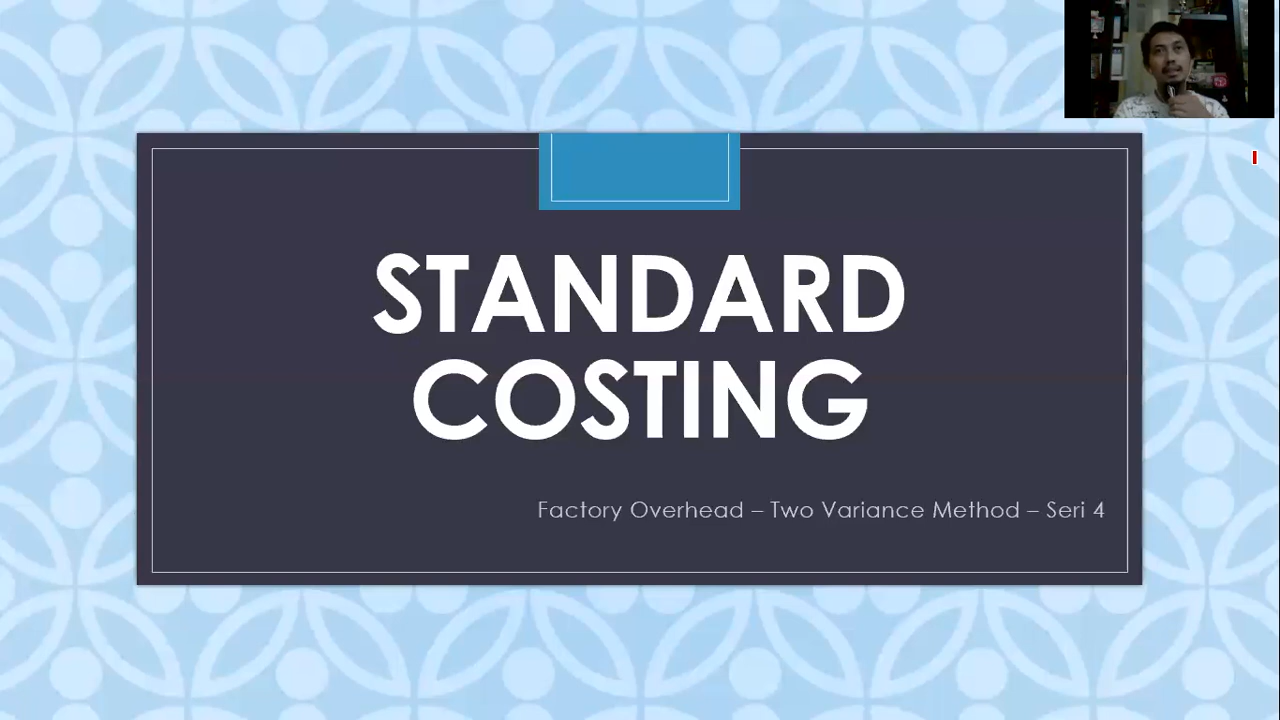 STANDARD
COSTING
Factory Overhead – Two Variance Method – Seri 4